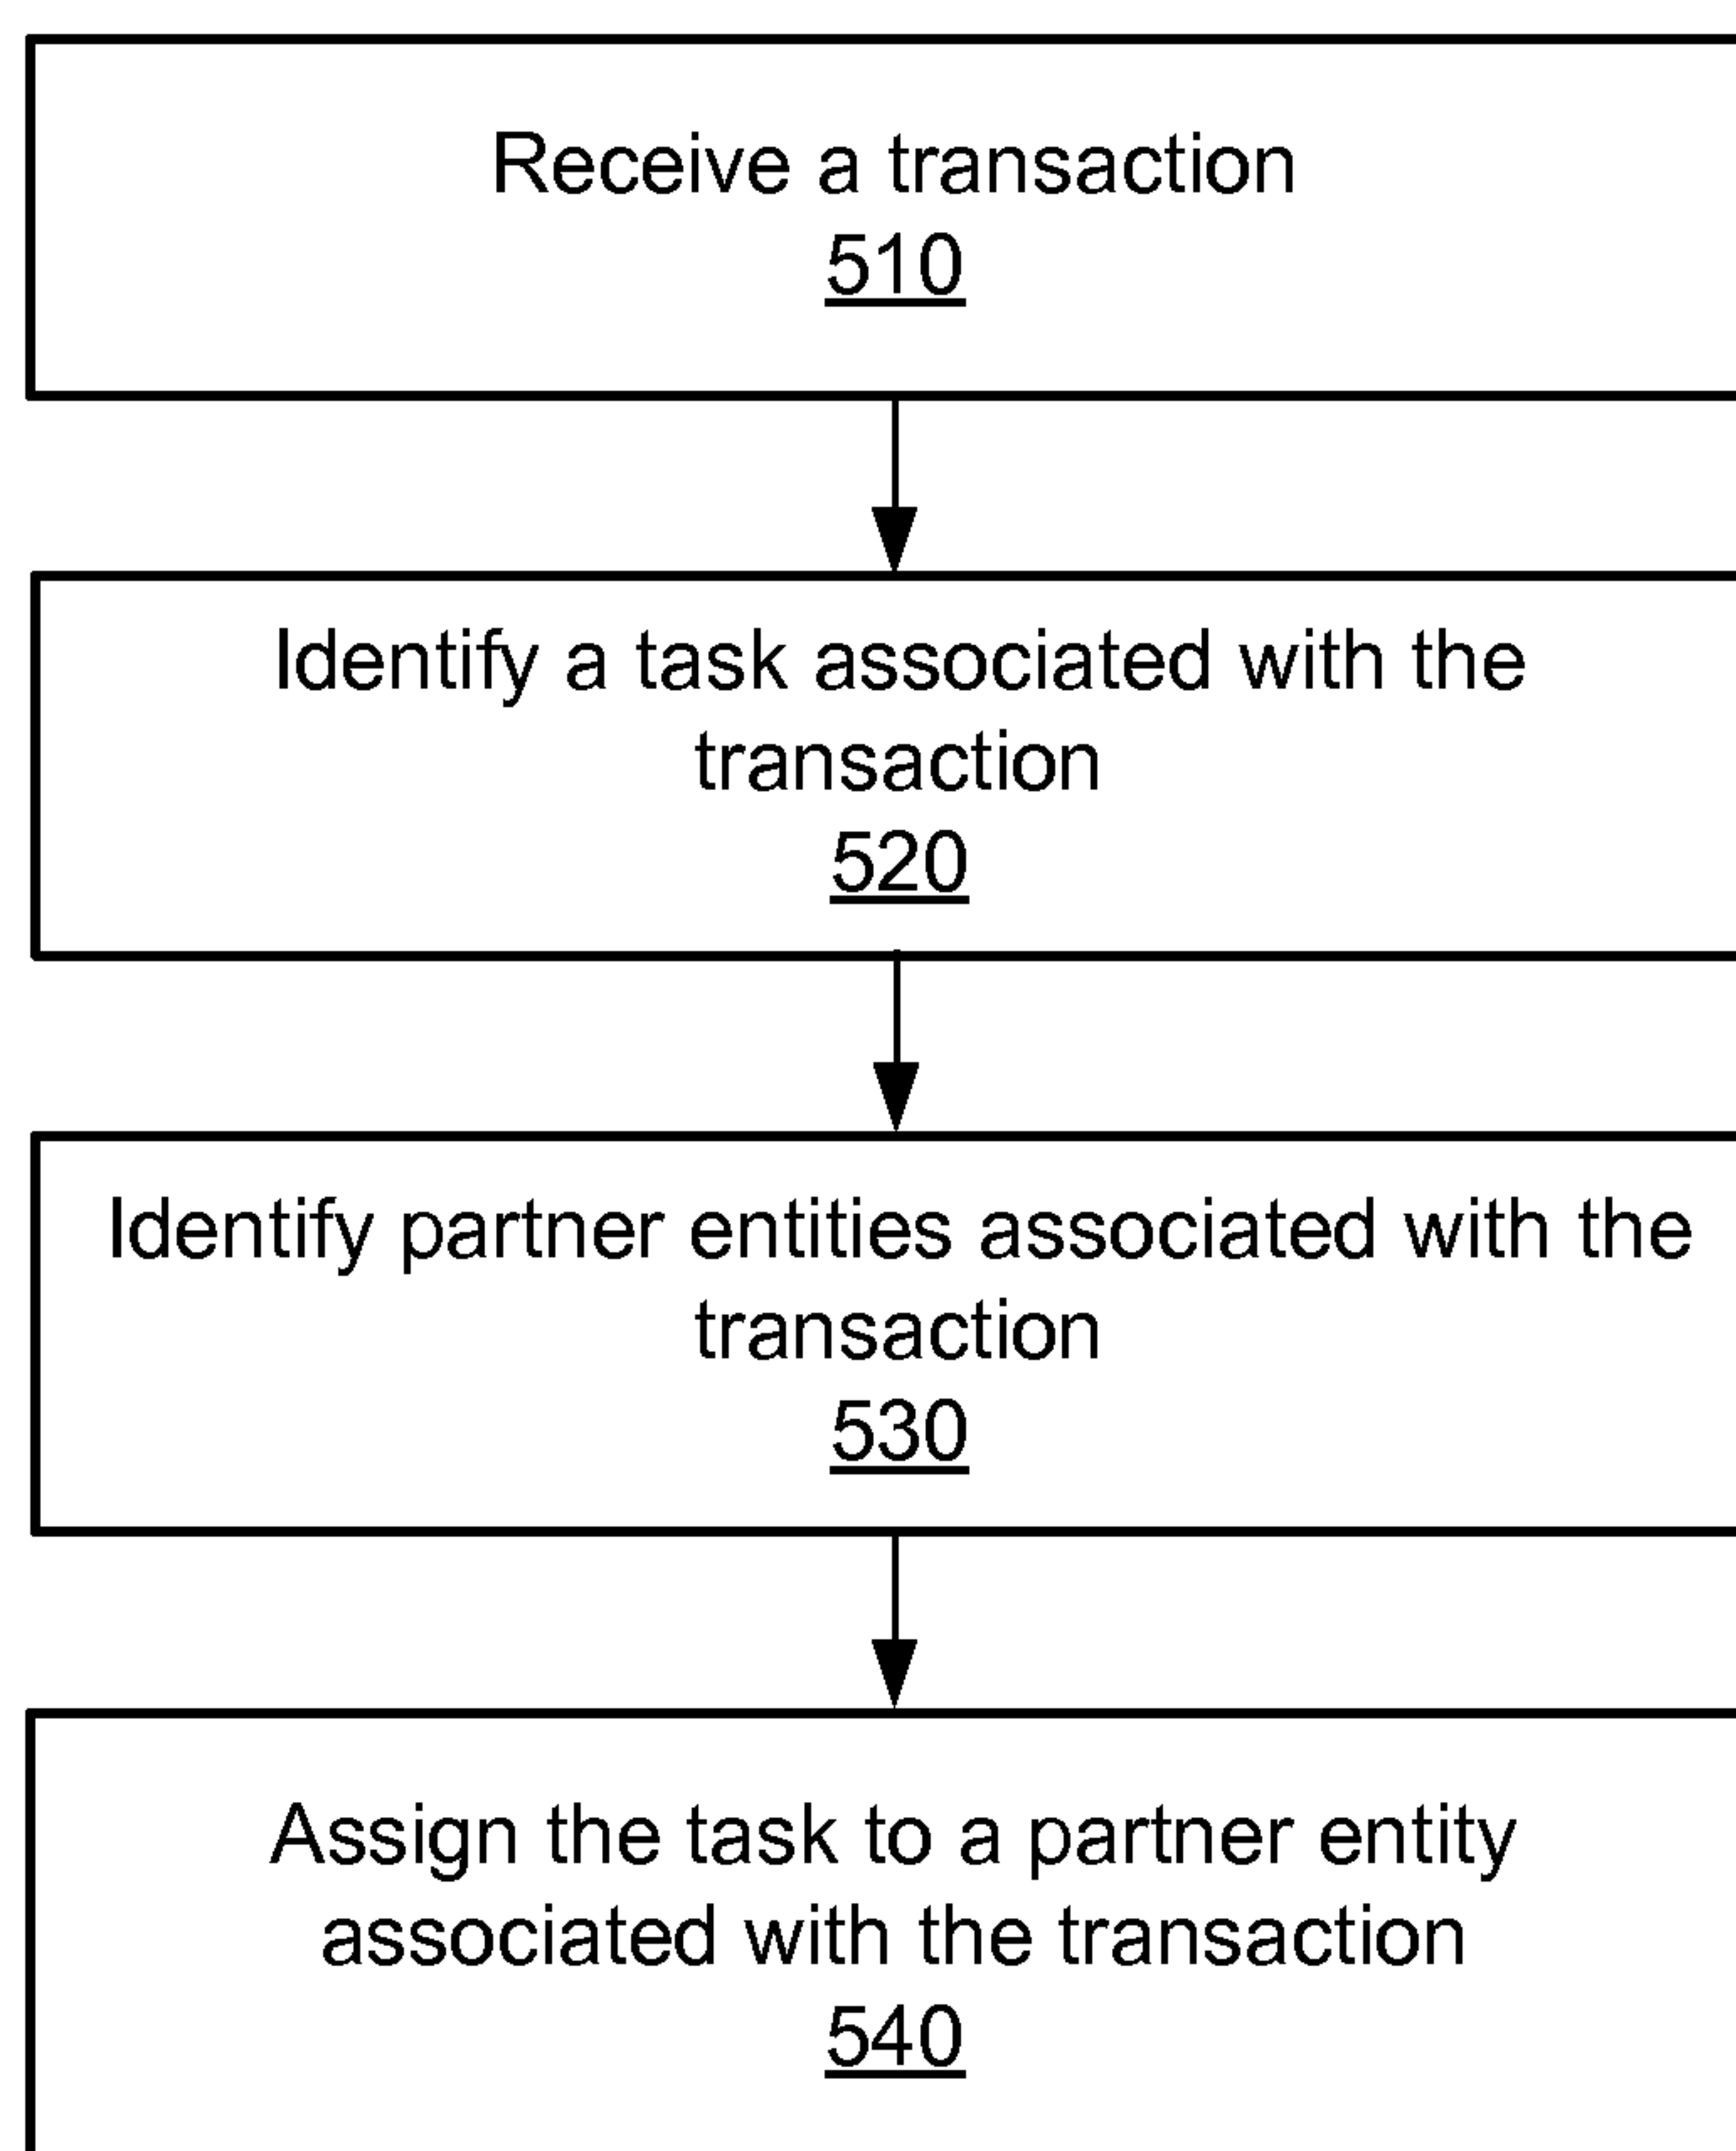 Receive a transaction
510
Identify a task associated with the
transaction
520
Identify partner entities associated with the
transaction
530
Assign the task to a partner entity
associated with the transaction
540